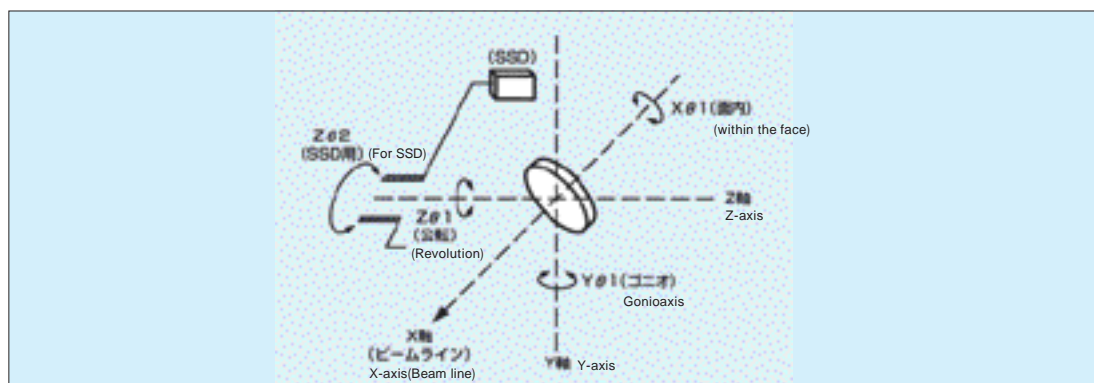 (SSD)
Xθ1(面内)
(within the face)
Zθ2
(SSD用) (For SSD)
Z軸
Z-axis
Zθ1
(公転)
(Revolution)
Yθ1(ゴニオ)
Gonioaxis
X軸
(ビームライン)
X-axis(Beam line)
Y軸 Y-axis